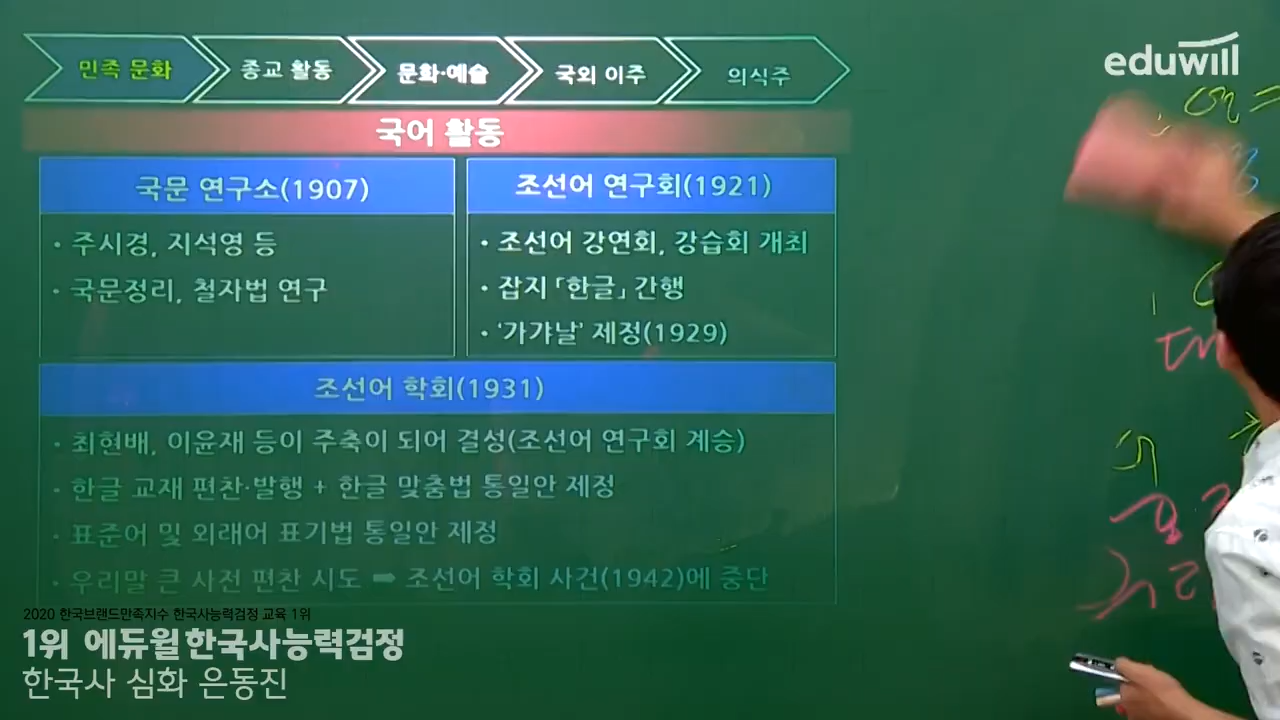 민족 문화
종교 활동
문화·예술
국외 이주
의식주
eduwill
국어 활동
국문 연구소(1907)
• 주시경, 지석영 등
• 국문정리, 철자법 연구
조선어 연구회(1921)
• 조선어 강연회, 강습회 개최
• 잡지 「한글」 간행
• ‘가갸날’ 제정(1929)
조선어 학회(1931)
• 최현배, 이윤재 등이 주축이 되어 결성(조선어 연구회 계승)
• 한글 교재 편찬·발행 + 한글 맞춤법 통일안 제정
• 표준어 및 외래어 표기법 통일안 제정
• 우리말 큰 사전 편찬 시도 ➡ 조선어 학회 사건(1942)에 중단
2020 한국브랜드만족지수 한국사능력검정 교육 1위
1위 에듀윌 한국사능력검정
한국사 심화 은동진